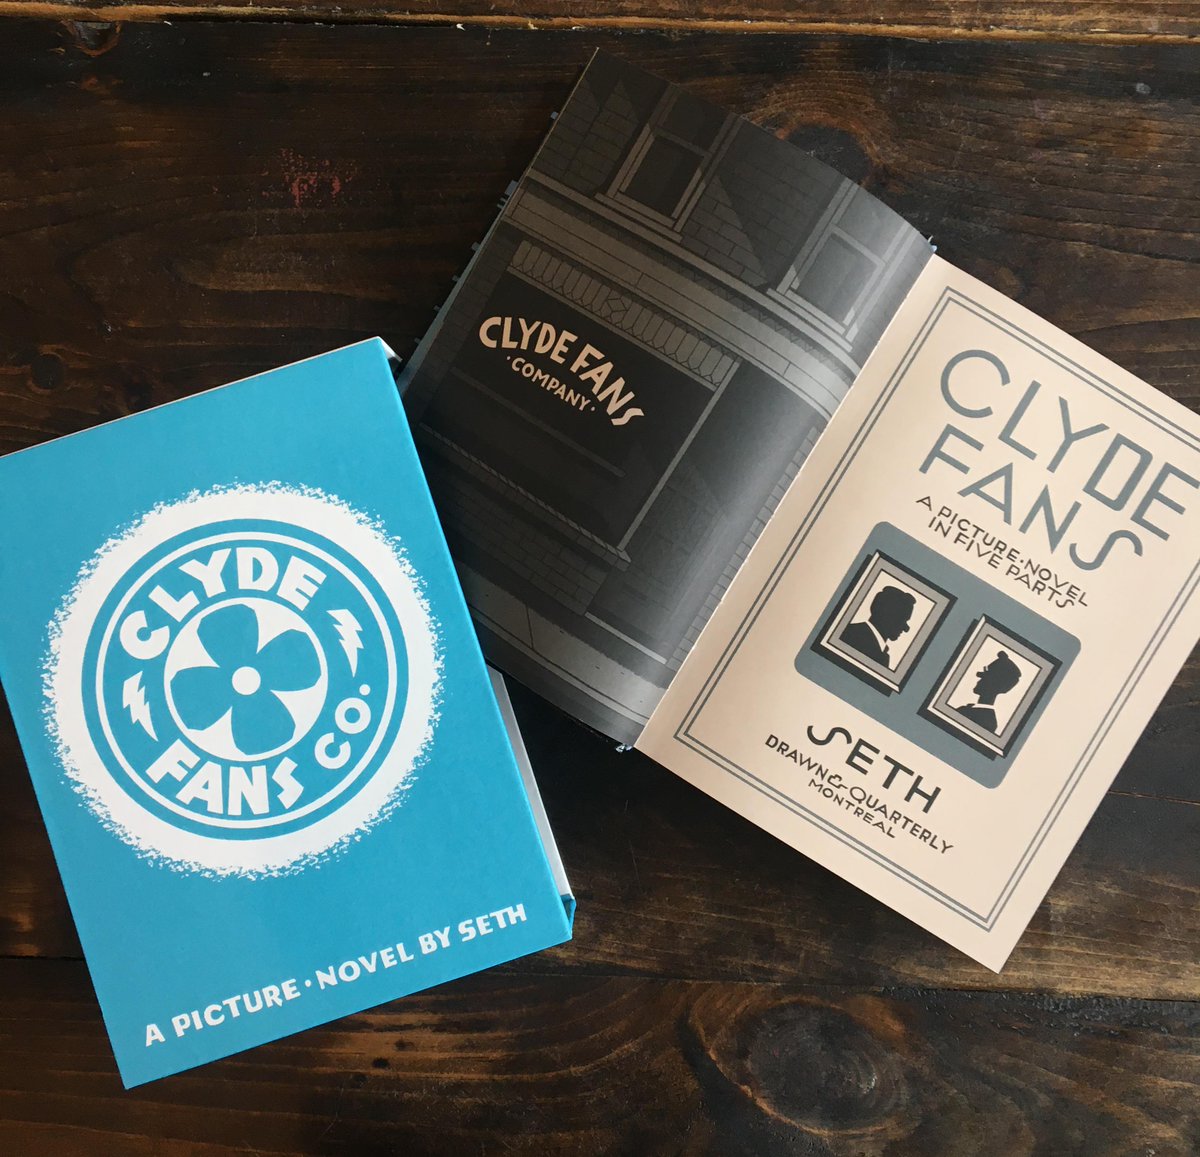 CLYDE
FANS CO.
A PICTURE·NOVEL BY SETH
CLYDE FANS
·COMPANY·
CLYDE
FANS
A PICTURE·NOVEL
IN FIVE PARTS
SETH
DRAWN & QUARTERLY
MONTREAL